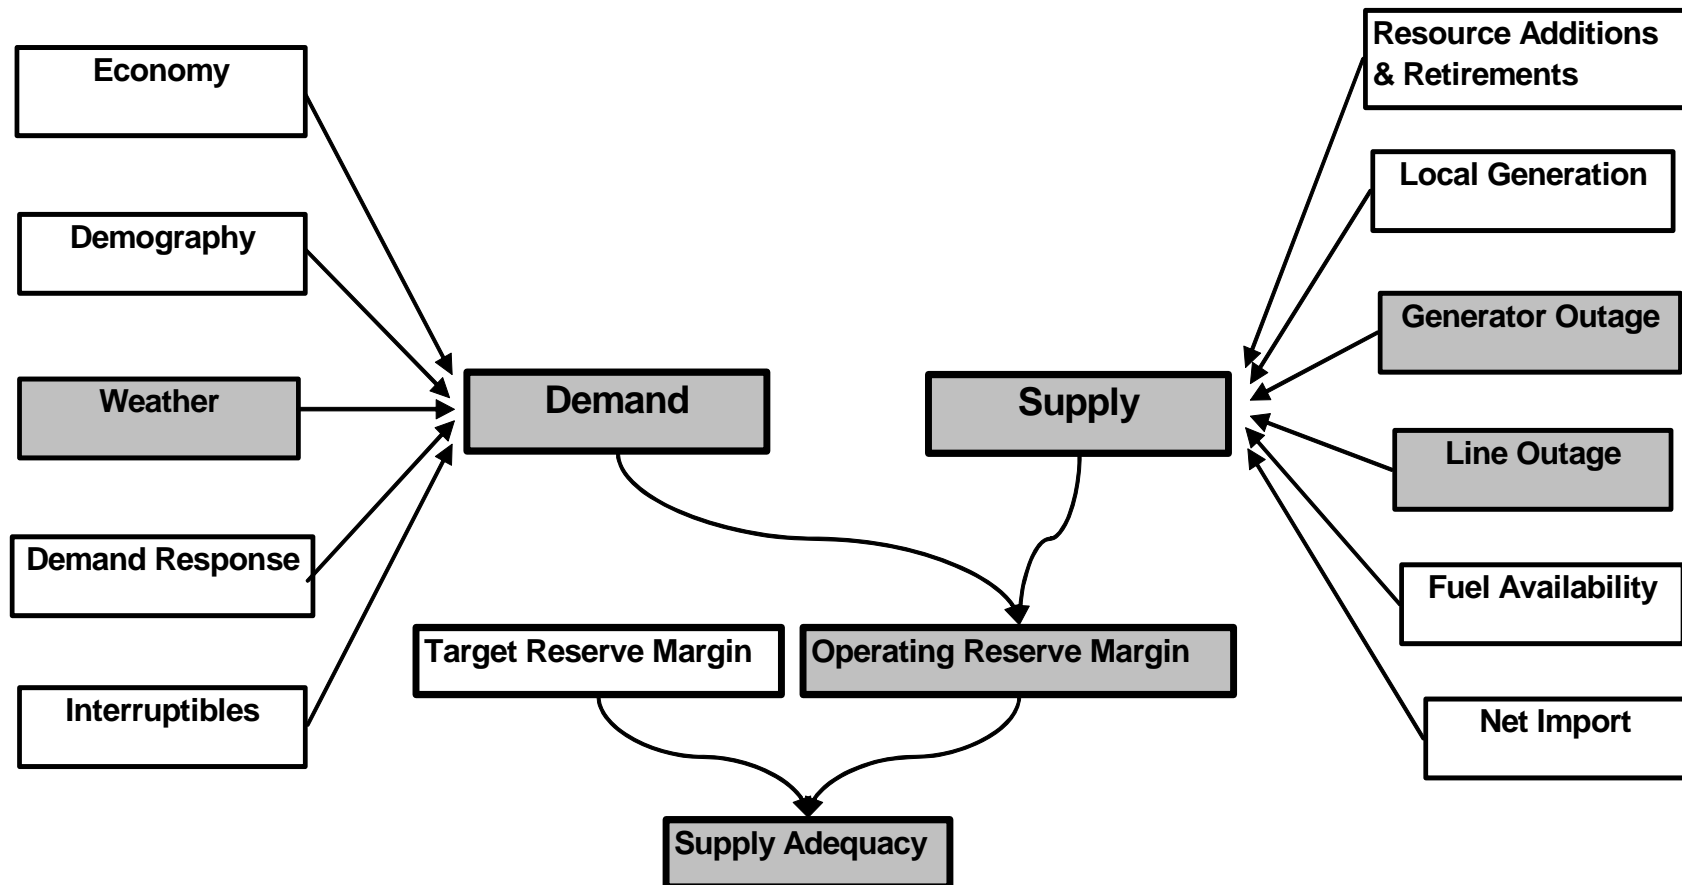 Economy
Demography
Weather
Demand Response
Interruptibles
Demand
Supply
Target Reserve Margin
Operating Reserve Margin
Supply Adequacy
Resource Additions
& Retirements
Local Generation
Generator Outage
Line Outage
Fuel Availability
Net Import